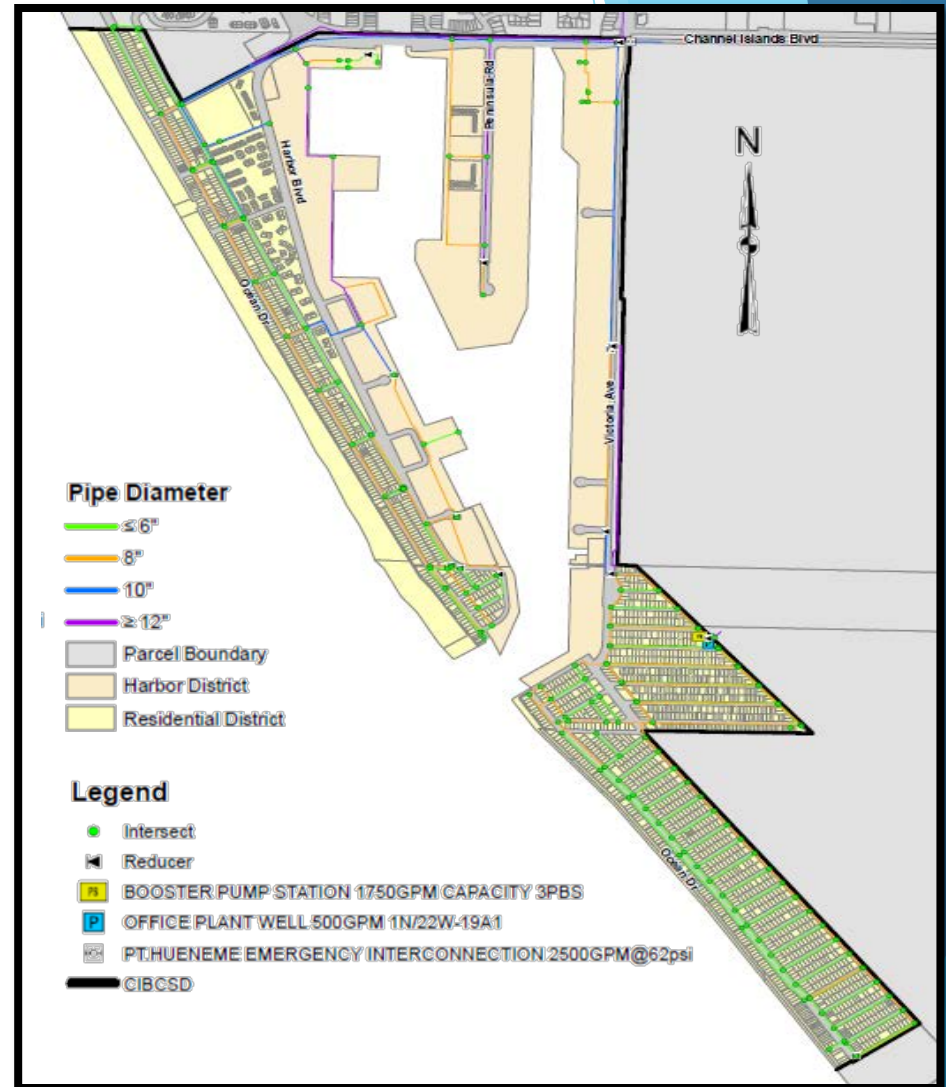 Channel Islands Blvd
Peninsula Rd
N
Harbor Blvd
Ocean Dr
Victoria Ave
Pipe Diameter
≤ 6"
8"
10"
≥ 12"
Parcel Boundary
Harbor District
Residential District
Ocean Dr
Legend
Intersect
Reducer
PS
BOOSTER PUMP STATION 1750GPM CAPACITY 3PBS
P
OFFICE PLANT WELL 500GPM 1N/22W-19A1
PT.HUENEME EMERGENCY INTERCONNECTION 2500GPM@62psi
CIBCSD